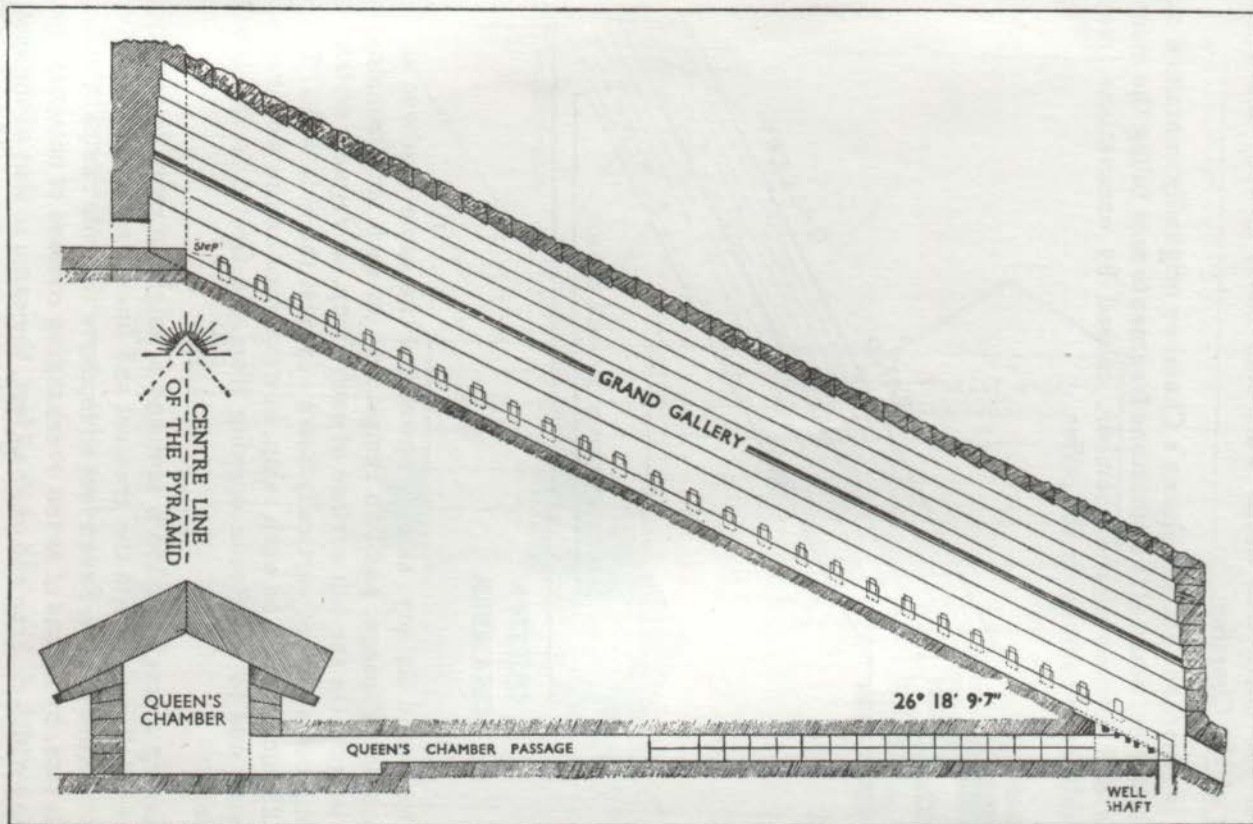 Step
GRAND GALLERY
CENTRE LINE
OF THE PYRAMID
QUEEN'S
CHAMBER
26° 18' 9·7"
QUEEN'S CHAMBER PASSAGE
WELL
SHAFT